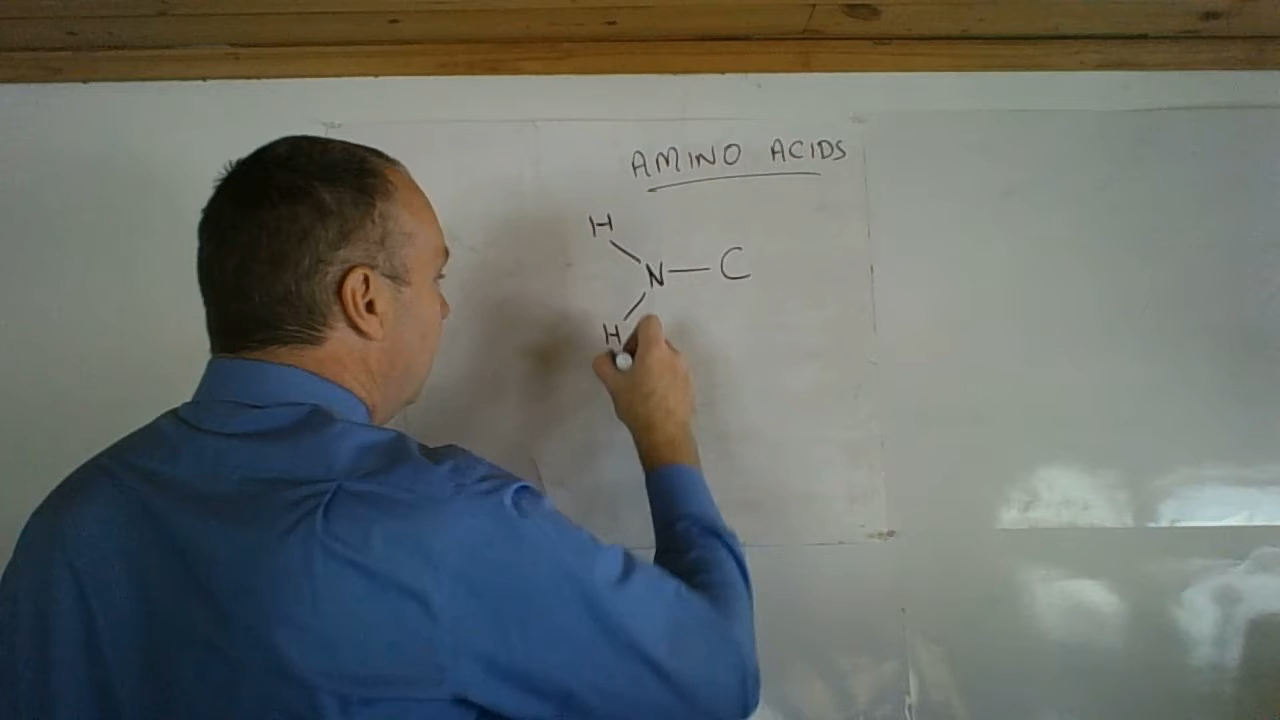 AMINO ACIDS
H
N — C
H